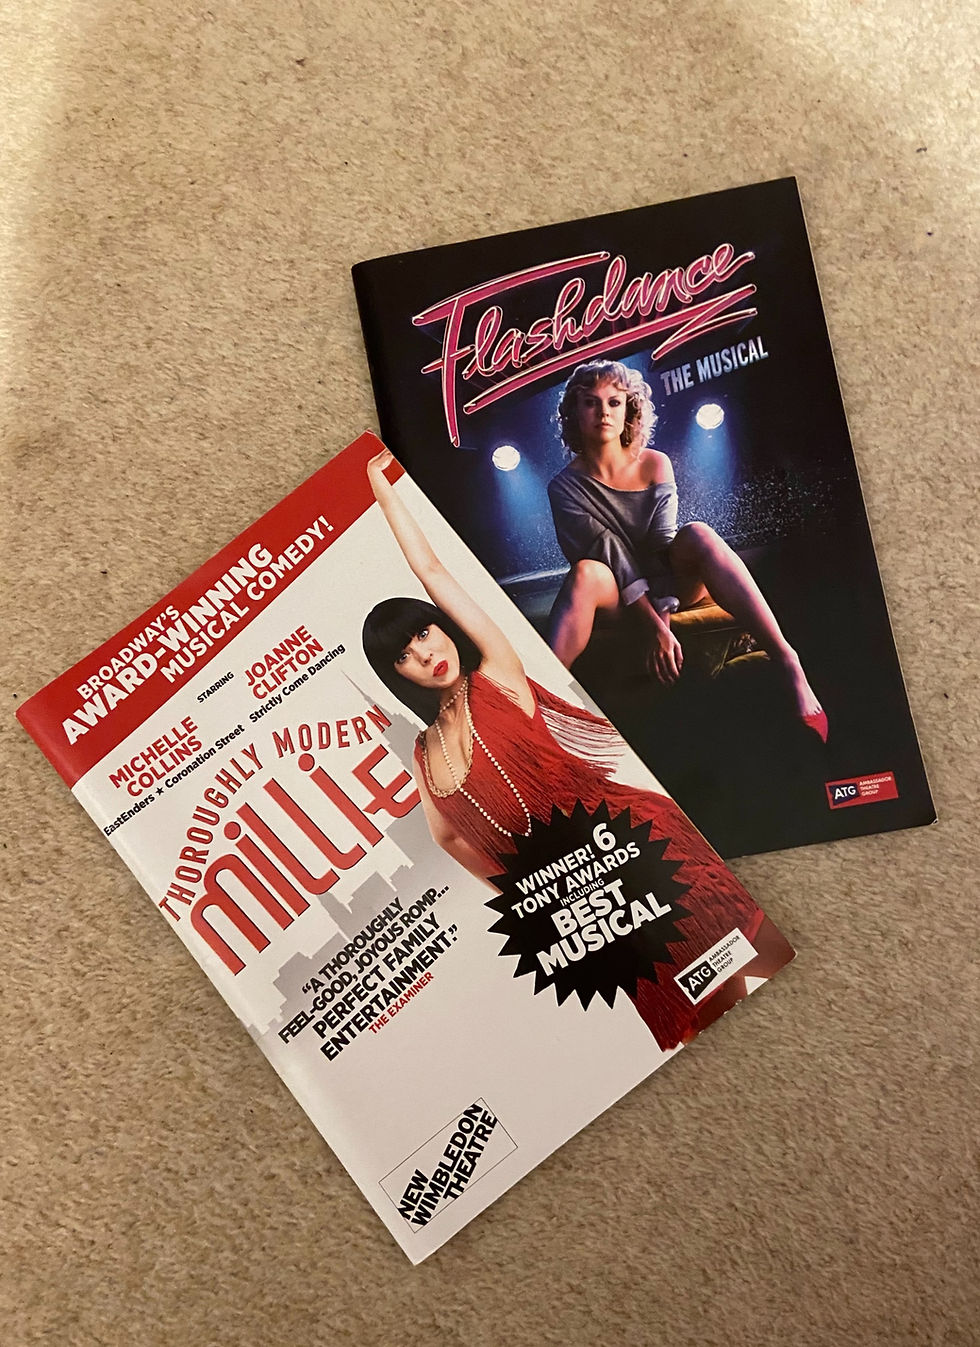 Flashdance
THE MUSICAL
ATG AMBASSADOR
THEATRE
GROUP
BROADWAY'S
AWARD-WINNING
MUSICAL COMEDY!
STARRING
MICHELLE
COLLINS
EastEnders ★ Coronation Street
JOANNE
CLIFTON
Strictly Come Dancing
THOROUGHLY MODERN
MILLIE
"A THOROUGHLY
FEEL-GOOD, JOYOUS ROMP...
PERFECT FAMILY
ENTERTAINMENT."
THE EXAMINER
WINNER! 6
TONY AWARDS
INCLUDING
BEST
MUSICAL
ATG AMBASSADOR
THEATRE
GROUP
NEW
WIMBLEDON
THEATRE